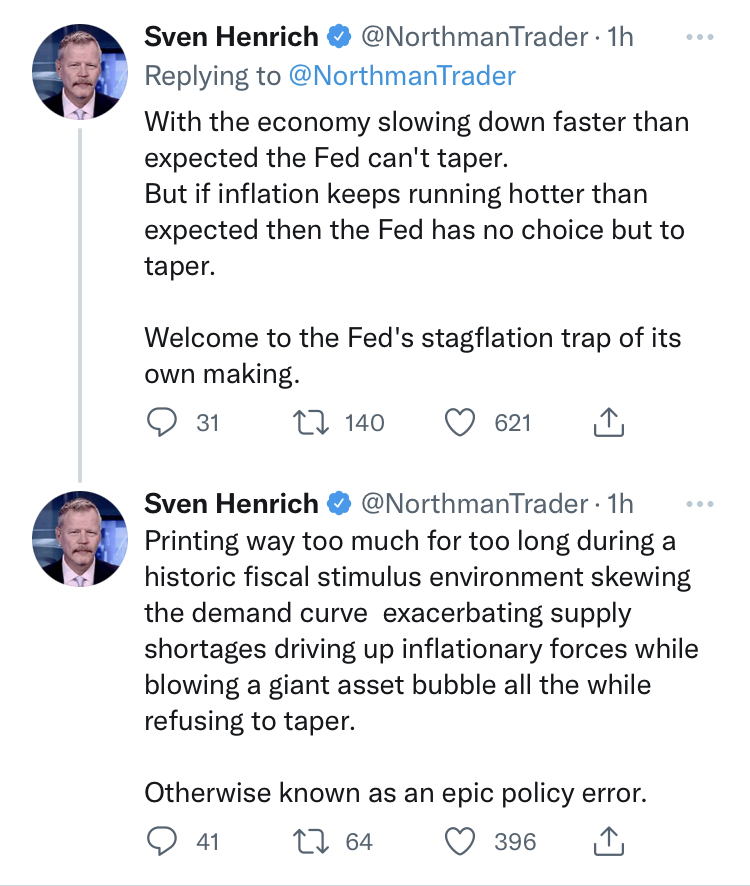 Sven Henrich @NorthmanTrader · 1h
Replying to @NorthmanTrader
With the economy slowing down faster than
expected the Fed can't taper.
But if inflation keeps running hotter than
expected then the Fed has no choice but to
taper.
Welcome to the Fed's stagflation trap of its
own making.
31 140 621
Sven Henrich @NorthmanTrader · 1h
Printing way too much for too long during a
historic fiscal stimulus environment skewing
the demand curve  exacerbating supply
shortages driving up inflationary forces while
blowing a giant asset bubble all the while
refusing to taper.
Otherwise known as an epic policy error.
41 64 396